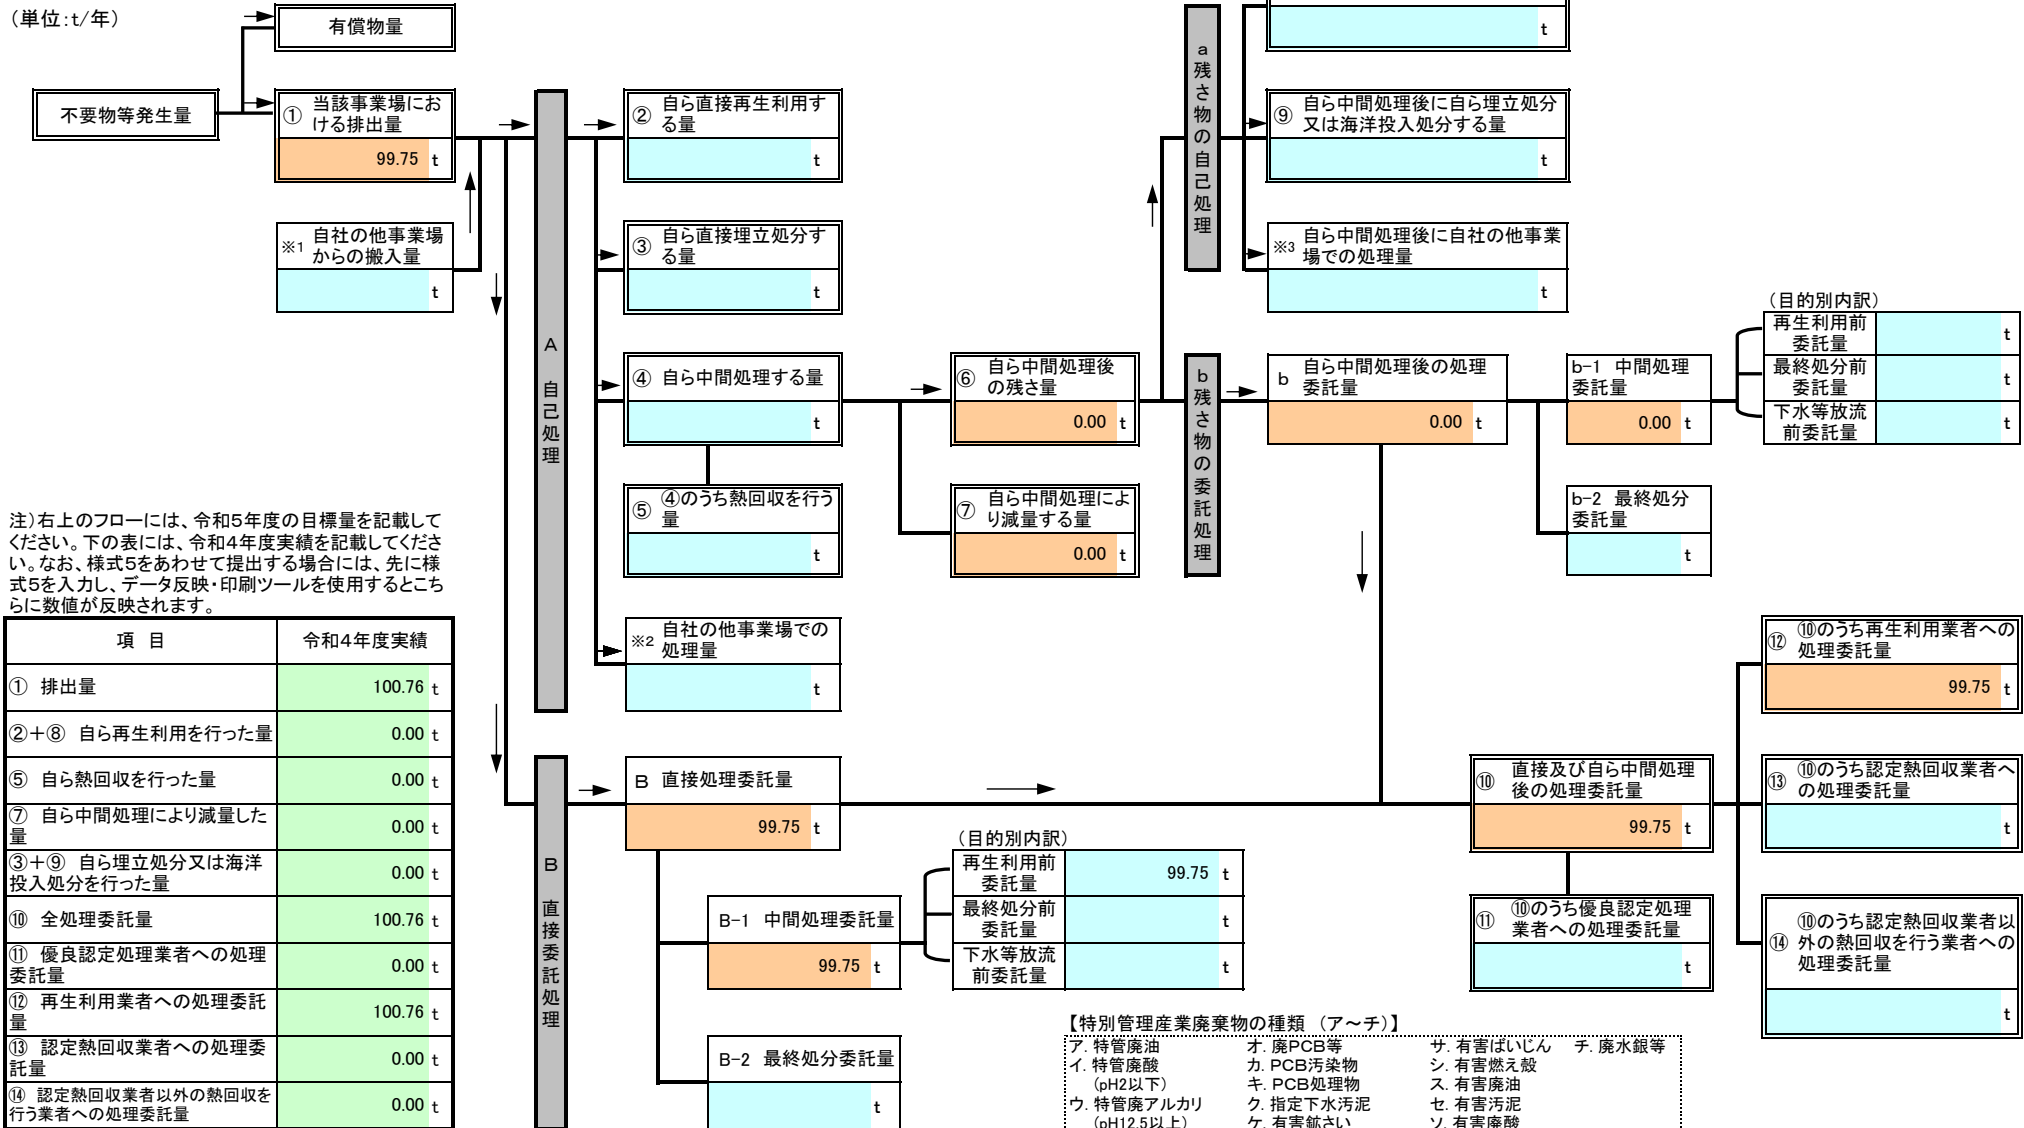 （単位:t/年）
有償物量
不要物等発生量
① 当該事業場における排出量
99.75 t
※1 自社の他事業場からの搬入量
t
A 自己処理
② 自ら直接再生利用する量
t
③ 自ら直接埋立処分する量
t
④ 自ら中間処理する量
t
⑤ ④のうち熱回収を行う量
t
※2 自社の他事業場での処理量
t
⑥ 自ら中間処理後の残さ量
0.00 t
⑦ 自ら中間処理により減量する量
0.00 t
a 残さ物の自己処理
t
⑨ 自ら中間処理後に自ら埋立処分又は海洋投入処分する量
t
※3 自ら中間処理後に自社の他事業場での処理量
t
b 残さ物の委託処理
b 自ら中間処理後の処理委託量
0.00 t
b-1 中間処理委託量
0.00 t
（目的別内訳）
再生利用前委託量 t
最終処分前委託量 t
下水等放流前委託量 t
b-2 最終処分委託量
t
注）右上のフローには、令和5年度の目標量を記載して
ください。下の表には、令和4年度実績を記載してくださ
い。なお、様式5をあわせて提出する場合には、先に様
式5を入力し、データ反映・印刷ツールを使用するとこち
らに数値が反映されます。
項 目 令和4年度実績
① 排出量 100.76 t
②＋⑧ 自ら再生利用を行った量 0.00 t
⑤ 自ら熱回収を行った量 0.00 t
⑦ 自ら中間処理により減量した量 0.00 t
③＋⑨ 自ら埋立処分又は海洋投入処分を行った量 0.00 t
⑩ 全処理委託量 100.76 t
⑪ 優良認定処理業者への処理委託量 0.00 t
⑫ 再生利用業者への処理委託量 100.76 t
⑬ 認定熱回収業者への処理委託量 0.00 t
⑭ 認定熱回収業者以外の熱回収を行う業者への処理委託量 0.00 t
B 直接委託処理
B 直接処理委託量
99.75 t
B-1 中間処理委託量
99.75 t
（目的別内訳）
再生利用前委託量 99.75 t
最終処分前委託量 t
下水等放流前委託量 t
B-2 最終処分委託量
t
⑩ 直接及び自ら中間処理後の処理委託量
99.75 t
⑪ ⑩のうち優良認定処理業者への処理委託量
t
⑫ ⑩のうち再生利用業者への処理委託量
99.75 t
⑬ ⑩のうち認定熱回収業者への処理委託量
t
⑭ ⑩のうち認定熱回収業者以外の熱回収を行う業者への処理委託量
t
【特別管理産業廃棄物の種類 （ア～チ）】
ア. 特管廃油 オ. 廃PCB等 サ. 有害ばいじん チ. 廃水銀等
イ. 特管廃酸 カ. PCB汚染物 シ. 有害燃え殻
（pH2以下） キ. PCB処理物 ス. 有害廃油
ウ. 特管廃アルカリ ク. 指定下水汚泥 セ. 有害汚泥
（pH12.5以上） ケ. 有害鉱さい ソ. 有害廃酸